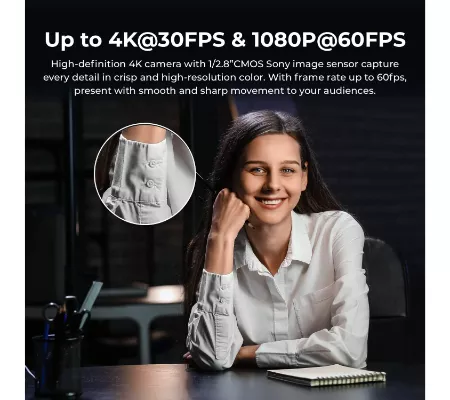 Up to 4K@30FPS & 1080P@60FPS
High-definition 4K camera with 1/2.8”CMOS Sony image sensor capture
every detail in crisp and high-resolution color. With frame rate up to 60fps,
present with smooth and sharp movement to your audiences.